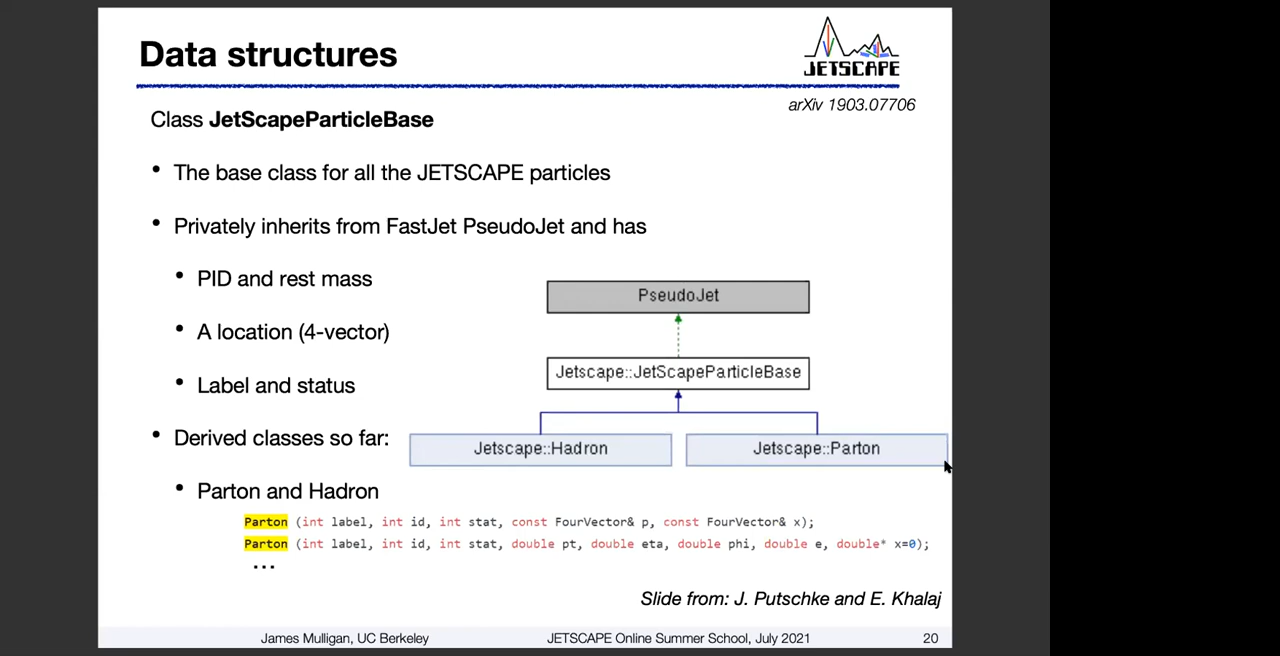 Data structures
JETSCAPE
arXiv 1903.07706
Class JetScapeParticleBase
• The base class for all the JETSCAPE particles
• Privately inherits from FastJet PseudoJet and has
• PID and rest mass
PseudoJet
• A location (4-vector)
Jetscape::JetScapeParticleBase
• Label and status
• Derived classes so far:
Jetscape::Hadron
Jetscape::Parton
• Parton and Hadron
Parton (int label, int id, int stat, const FourVector& p, const FourVector& x);
Parton (int label, int id, int stat, double pt, double eta, double phi, double e, double* x=0);
...
Slide from: J. Putschke and E. Khalaj
James Mulligan, UC Berkeley
JETSCAPE Online Summer School, July 2021
20